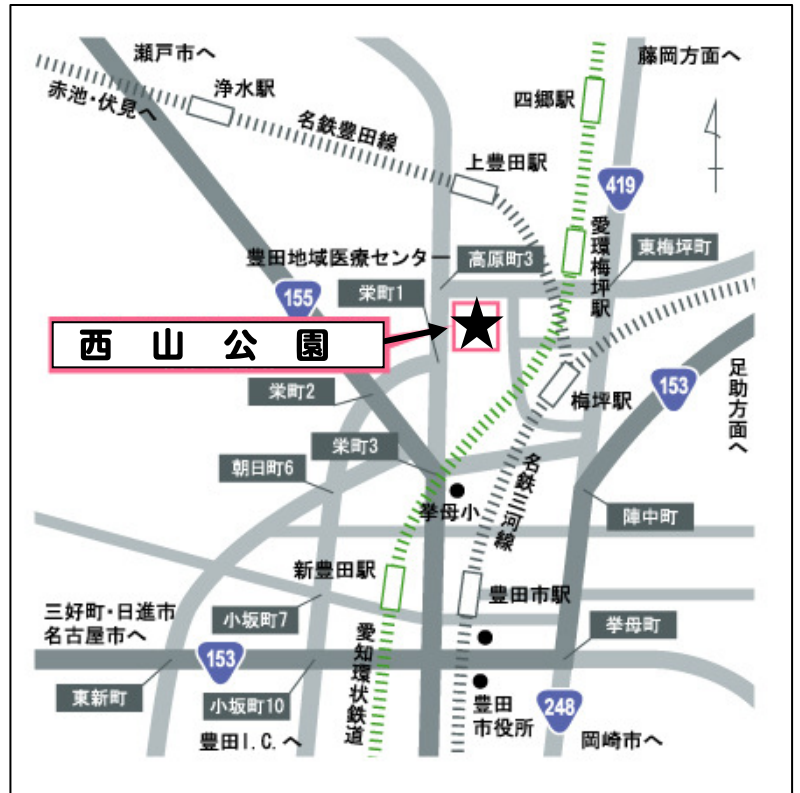 瀬戸市へ
藤岡方面へ
赤池・伏見へ
浄水駅
四郷駅
名鉄豊田線
上豊田駅
419
愛環梅坪駅
豊田地域医療センター
高原町3
東梅坪町
155
栄町1
西山公園
栄町2
梅坪駅
153
足助方面へ
栄町3
朝日町6
名鉄三河線
挙母小
陣中町
新豊田駅
豊田市駅
三好町・日進市
名古屋市へ
小坂町7
挙母町
愛知環状鉄道
153
東新町
小坂町10
豊田
市役所
248
豊田I.C.へ
岡崎市へ